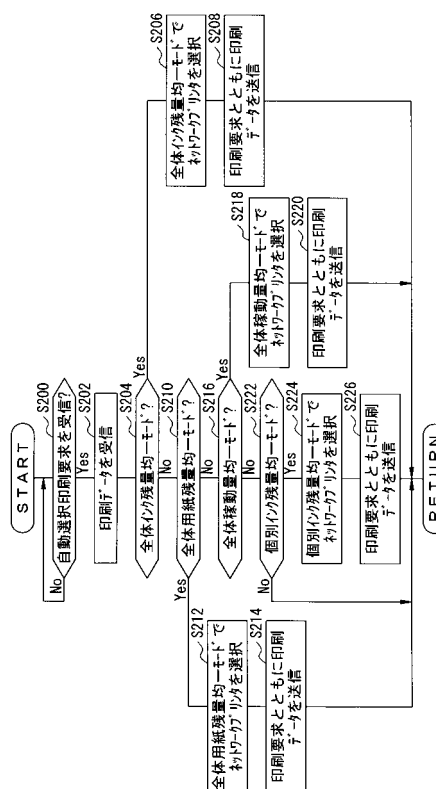 START
S200
自動選択印刷要求を受信?
No
Yes
S202
印刷データを受信
S204
全体インク残量均一モード?
Yes
No
S206
全体インク残量均一モードで
ネットワークプリンタを選択
S208
印刷要求とともに印刷
データを送信
S210
全体用紙残量均一モード?
Yes
No
S212
全体用紙残量均一モードで
ネットワークプリンタを選択
S214
印刷要求とともに印刷
データを送信
S216
全体稼動量均一モード?
Yes
No
S218
全体稼動量均一モードで
ネットワークプリンタを選択
S220
印刷要求とともに印刷
データを送信
S222
個別インク残量均一モード?
No
Yes
S224
個別インク残量均一モードで
ネットワークプリンタを選択
S226
印刷要求とともに印刷
データを送信
RETURN